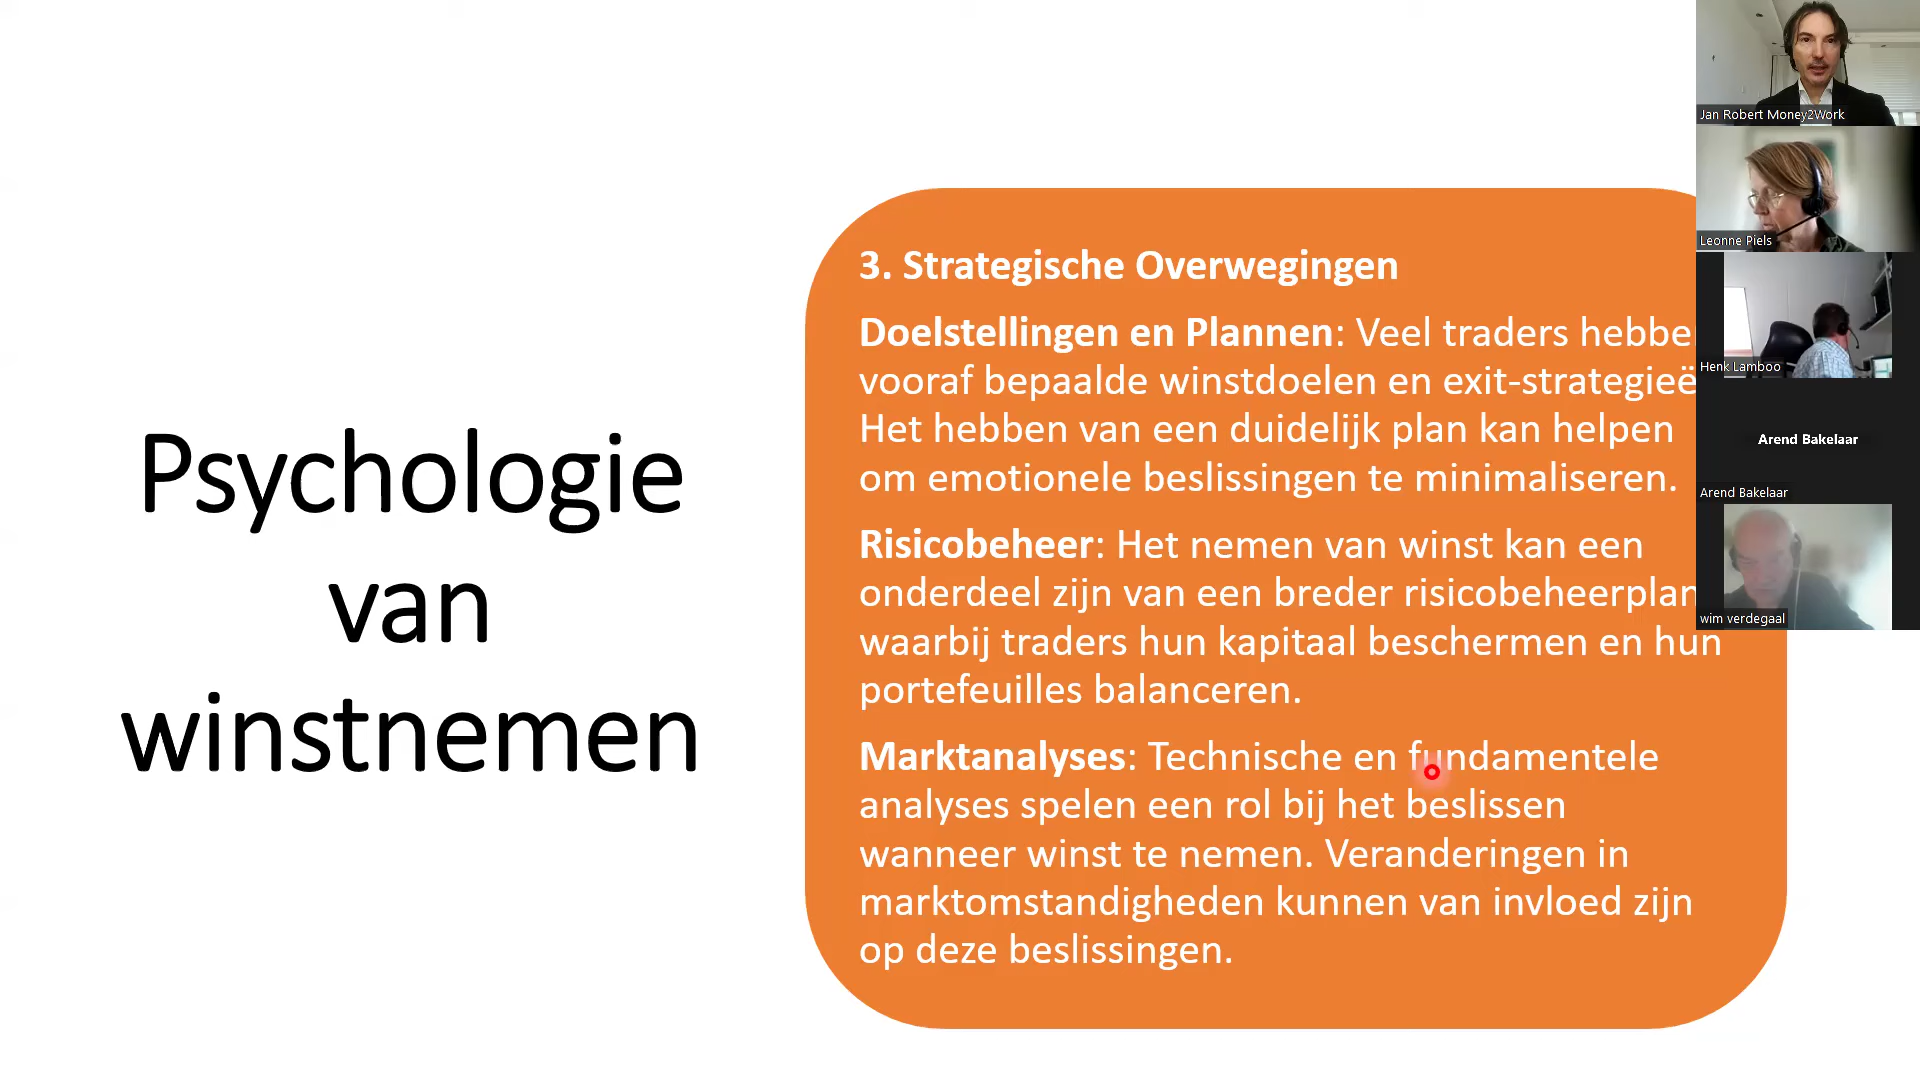 Psychologie
van
winstnemen
3. Strategische Overwegingen
Doelstellingen en Plannen: Veel traders hebben
vooraf bepaalde winstdoelen en exit-strategieë
Het hebben van een duidelijk plan kan helpen
om emotionele beslissingen te minimaliseren.
Risicobeheer: Het nemen van winst kan een
onderdeel zijn van een breder risicobeheerplan
waarbij traders hun kapitaal beschermen en hun
portefeuilles balanceren.
Marktanalyses: Technische en fundamentele
analyses spelen een rol bij het beslissen
wanneer winst te nemen. Veranderingen in
marktomstandigheden kunnen van invloed zijn
op deze beslissingen.
Jan Robert Money2Work
Leonne Piels
Henk Lamboo
Arend Bakelaar
Arend Bakelaar
wim verdegaal